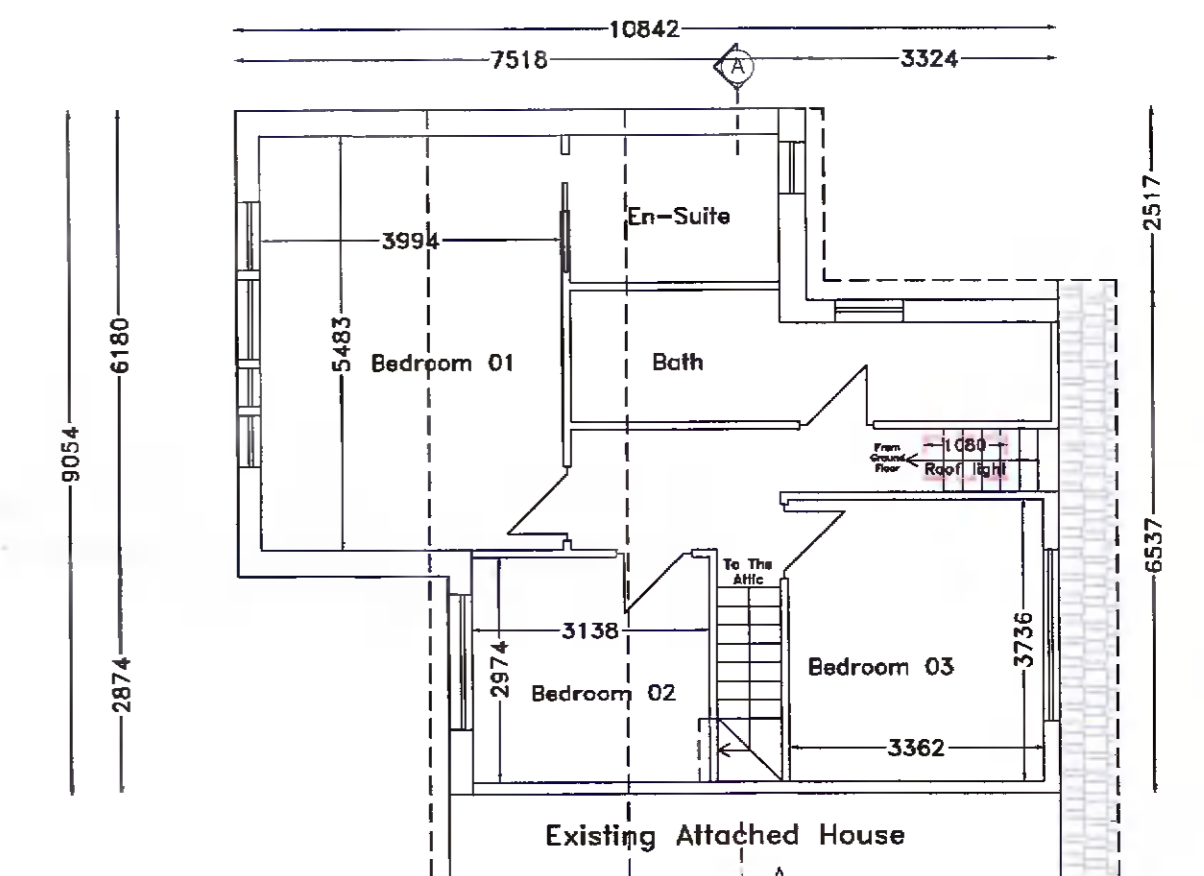 10842
7518
A
3324
2517
En-Suite
3994
6180
5483
Bedroom 01
Bath
9054
From
Ground
Floor
1080
Roof light
6537
To The
Attic
3138
2974
3736
2874
Bedroom 02
Bedroom 03
3362
Existing Attached House
A